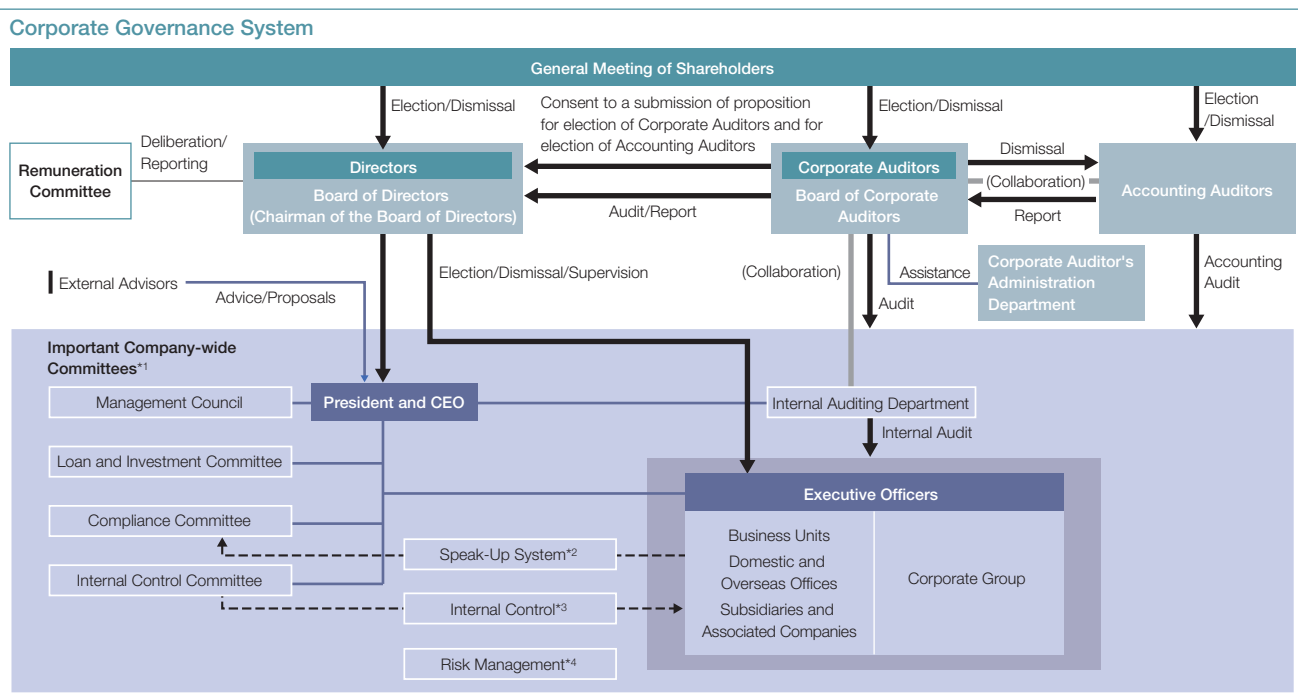 Corporate Governance System
General Meeting of Shareholders
Election/Dismissal
Consent to a submission of proposition
for election of Corporate Auditors and for
election of Accounting Auditors
Election/Dismissal
Election
/Dismissal
Remuneration
Committee
Deliberation/
Reporting
Directors
Board of Directors
(Chairman of the Board of Directors)
Audit/Report
Corporate Auditors
Board of Corporate
Auditors
Dismissal
(Collaboration)
Report
Accounting Auditors
External Advisors
Advice/Proposals
Election/Dismissal/Supervision
(Collaboration)
Audit
Assistance
Corporate Auditor's
Administration
Department
Accounting
Audit
Important Company-wide
Committees*1
Management Council
President and CEO
Internal Auditing Department
Internal Audit
Loan and Investment Committee
Compliance Committee
Internal Control Committee
Speak-Up System*2
Internal Control*3
Risk Management*4
Executive Officers
Business Units
Domestic and
Overseas Offices
Subsidiaries and
Associated Companies
Corporate Group